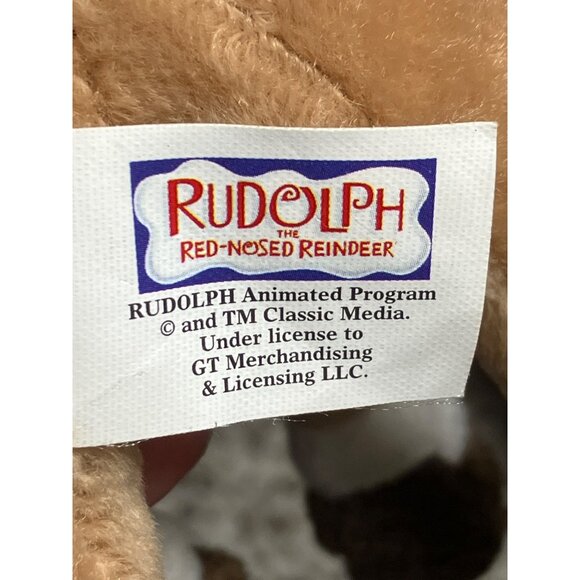 RUDOLPH
THE
RED-NOSED REINDEER
RUDOLPH Animated Program
© and TM Classic Media.
Under license to
GT Merchandising
& Licensing LLC.